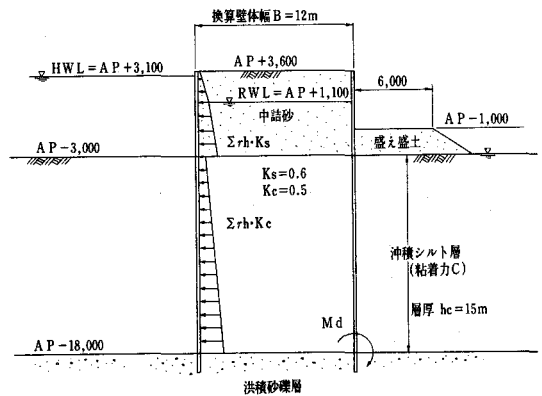 換算壁体幅B=12m
HWL=AP+3,100
AP+3,600
RWL=AP+1,100
6,000
中詰砂
AP-1,000
AP-3,000
Σrh·Ks
盛え盛土
Ks=0.6
Kc=0.5
Σrh·Kc
沖積シルト層
(粘着力C)
層厚 hc=15m
Md
AP-18,000
洪積砂礫層